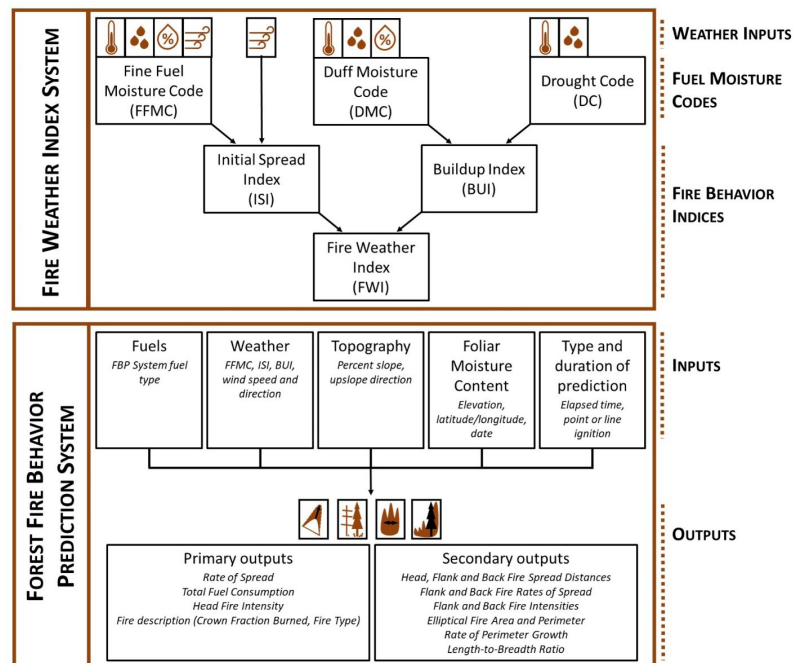 FIRE WEATHER INDEX SYSTEM
%
%
WEATHER INPUTS
Fine Fuel
Moisture Code
(FFMC)
Duff Moisture
Code
(DMC)
Drought Code
(DC)
FUEL MOISTURE
CODES
Initial Spread
Index
(ISI)
Buildup Index
(BUI)
FIRE BEHAVIOR
INDICES
Fire Weather
Index
(FWI)
FOREST FIRE BEHAVIOR
PREDICTION SYSTEM
Fuels
FBP System fuel
type
Weather
FFMC, ISI, BUI,
wind speed and
direction
Topography
Percent slope,
upslope direction
Foliar
Moisture
Content
Elevation,
latitude/longitude,
date
Type and
duration of
prediction
Elapsed time,
point or line
ignition
INPUTS
OUTPUTS
Primary outputs
Rate of Spread
Total Fuel Consumption
Head Fire Intensity
Fire description (Crown Fraction Burned, Fire Type)
Secondary outputs
Head, Flank and Back Fire Spread Distances
Flank and Back Fire Rates of Spread
Flank and Back Fire Intensities
Elliptical Fire Area and Perimeter
Rate of Perimeter Growth
Length-to-Breadth Ratio